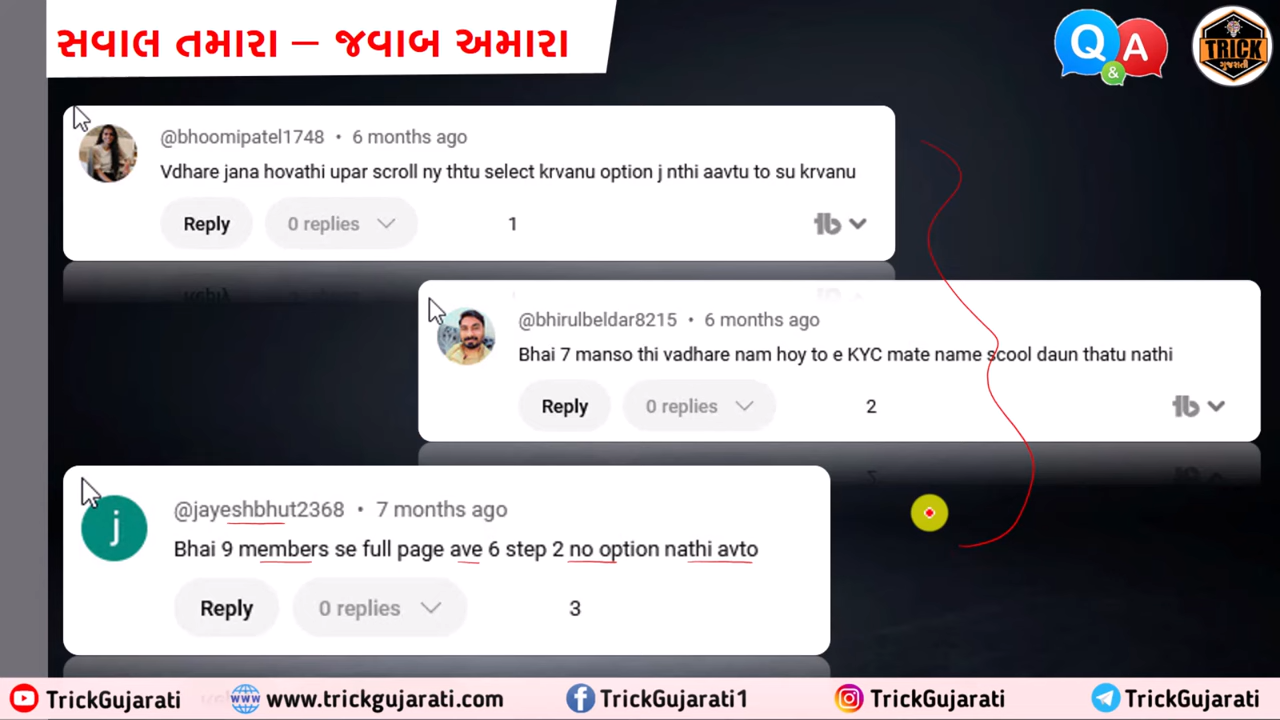 સવાલ તમારા – જવાબ અમારા
Q & A
TRICK
ગુજરાતી
@bhoomipatel1748 • 6 months ago
Vdhare jana hovathi upar scroll ny thtu select krvanu option j nthi aavtu to su krvanu
Reply 0 replies 1
@bhirulbeldar8215 • 6 months ago
Bhai 7 manso thi vadhare nam hoy to e KYC mate name scool daun thatu nathi
Reply 0 replies 2
j
@jayeshbhut2368 • 7 months ago
Bhai 9 members se full page ave 6 step 2 no option nathi avto
Reply 0 replies 3
TrickGujarati www www.trickgujarati.com TrickGujarati1 TrickGujarati TrickGujarati